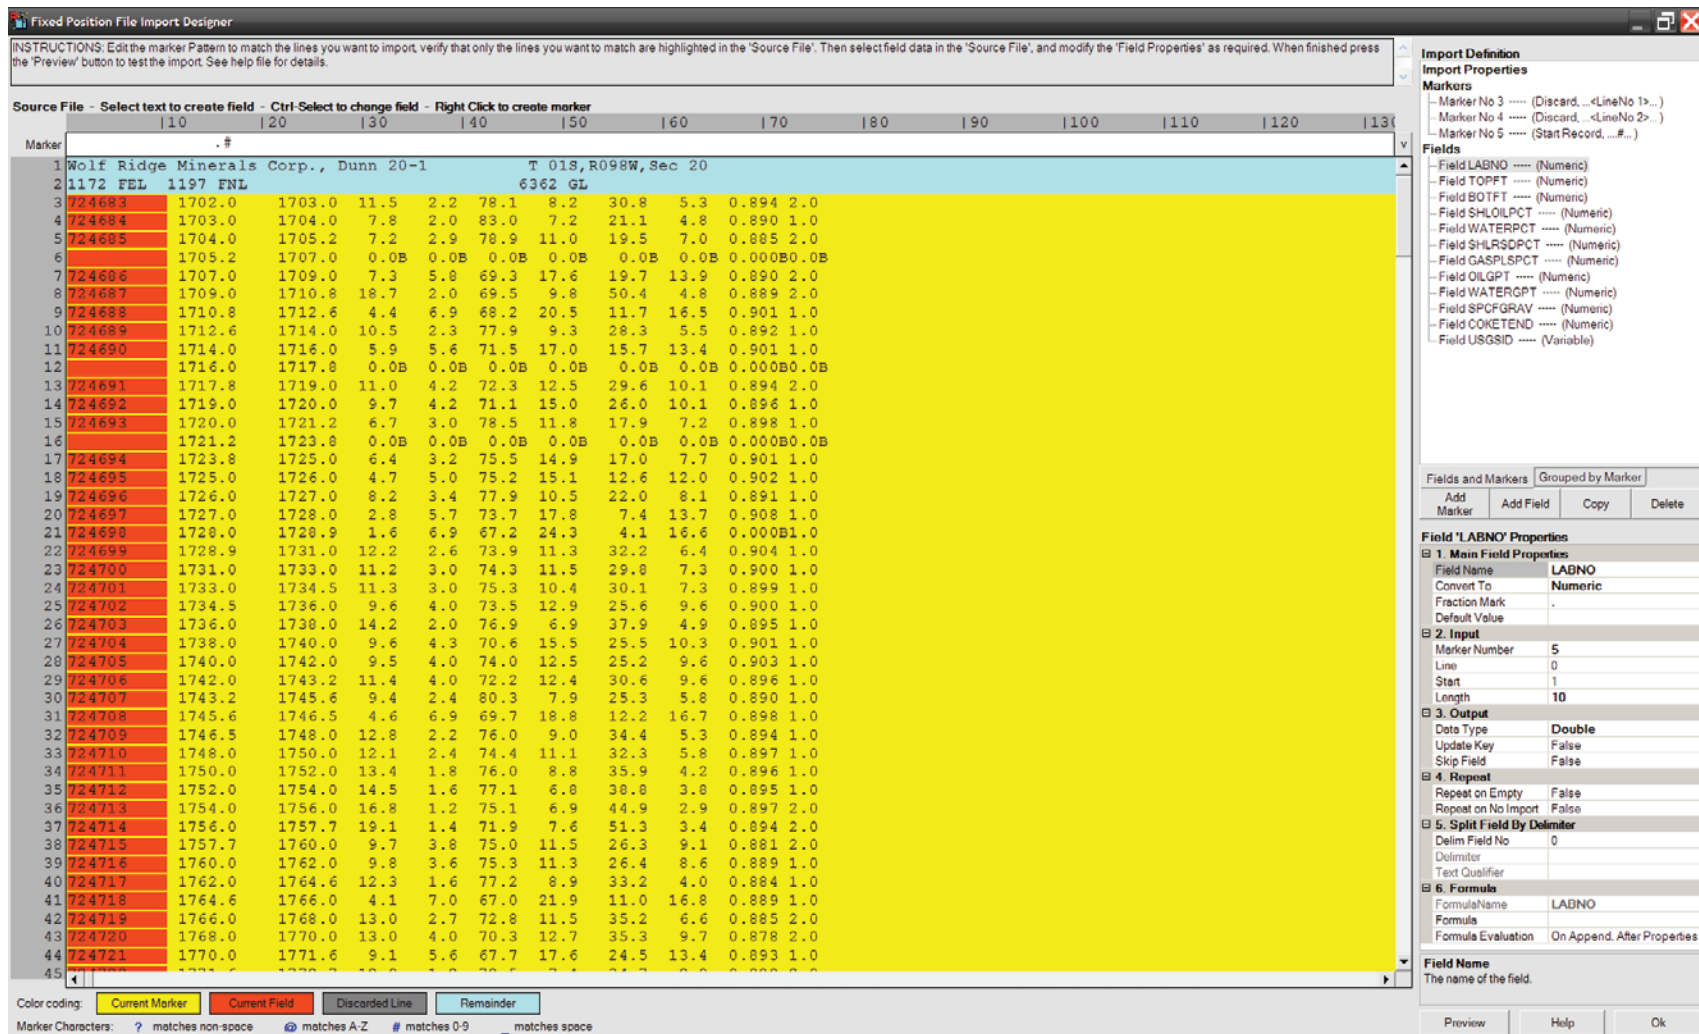 Fixed Position File Import Designer
INSTRUCTIONS: Edit the marker Pattern to match the lines you want to import, verify that only the lines you want to match are highlighted in the 'Source File'. Then select field data in the 'Source File', and modify the 'Field Properties' as required. When finished press
the 'Preview' button to test the import. See help file for details.
Source File - Select text to create field - Ctrl-Select to change field - Right Click to create marker
|10 |20 |30 |40 |50 |60 |70 |80 |90 |100 |110 |120 |130
Marker .#
1 Wolf Ridge Minerals Corp., Dunn 20-1 T 01S,R098W,Sec 20
2 1172 FEL 1197 FNL 6362 GL
3 724683 1702.0 1703.0 11.5 2.2 78.1 8.2 30.8 5.3 0.894 2.0
4 724684 1703.0 1704.0 7.8 2.0 83.0 7.2 21.1 4.8 0.890 1.0
5 724685 1704.0 1705.2 7.2 2.9 78.9 11.0 19.5 7.0 0.885 2.0
6 1705.2 1707.0 0.0B 0.0B 0.0B 0.0B 0.0B 0.0B 0.000B0.0B
7 724686 1707.0 1709.0 7.3 5.8 69.3 17.6 19.7 13.9 0.890 2.0
8 724687 1709.0 1710.8 18.7 2.0 69.5 9.8 50.4 4.8 0.889 2.0
9 724688 1710.8 1712.6 4.4 6.9 68.2 20.5 11.7 16.5 0.901 1.0
10 724689 1712.6 1714.0 10.5 2.3 77.9 9.3 28.3 5.5 0.892 1.0
11 724690 1714.0 1716.0 5.9 5.6 71.5 17.0 15.7 13.4 0.901 1.0
12 1716.0 1717.8 0.0B 0.0B 0.0B 0.0B 0.0B 0.0B 0.000B0.0B
13 724691 1717.8 1719.0 11.0 4.2 72.3 12.5 29.6 10.1 0.894 2.0
14 724692 1719.0 1720.0 9.7 4.2 71.1 15.0 26.0 10.1 0.896 1.0
15 724693 1720.0 1721.2 6.7 3.0 78.5 11.8 17.9 7.2 0.898 1.0
16 1721.2 1723.8 0.0B 0.0B 0.0B 0.0B 0.0B 0.0B 0.000B0.0B
17 724694 1723.8 1725.0 6.4 3.2 75.5 14.9 17.0 7.7 0.901 1.0
18 724695 1725.0 1726.0 4.7 5.0 75.2 15.1 12.6 12.0 0.902 1.0
19 724696 1726.0 1727.0 8.2 3.4 77.9 10.5 22.0 8.1 0.891 1.0
20 724697 1727.0 1728.0 2.8 5.7 73.7 17.8 7.4 13.7 0.908 1.0
21 724698 1728.0 1728.9 1.6 6.9 67.2 24.3 4.1 16.6 0.000B1.0
22 724699 1728.9 1731.0 12.2 2.6 73.9 11.3 32.2 6.4 0.904 1.0
23 724700 1731.0 1733.0 11.2 3.0 74.3 11.5 29.8 7.3 0.900 1.0
24 724701 1733.0 1734.5 11.3 3.0 75.3 10.4 30.1 7.3 0.899 1.0
25 724702 1734.5 1736.0 9.6 4.0 73.5 12.9 25.6 9.6 0.900 1.0
26 724703 1736.0 1738.0 14.2 2.0 76.9 6.9 37.9 4.9 0.895 1.0
27 724704 1738.0 1740.0 9.6 4.3 70.6 15.5 25.5 10.3 0.901 1.0
28 724705 1740.0 1742.0 9.5 4.0 74.0 12.5 25.2 9.6 0.903 1.0
29 724706 1742.0 1743.2 11.4 4.0 72.2 12.4 30.6 9.6 0.896 1.0
30 724707 1743.2 1745.6 9.4 2.4 80.3 7.9 25.3 5.8 0.890 1.0
31 724708 1745.6 1746.5 4.6 6.9 69.7 18.8 12.2 16.7 0.898 1.0
32 724709 1746.5 1748.0 12.8 2.2 76.0 9.0 34.4 5.3 0.894 1.0
33 724710 1748.0 1750.0 12.1 2.4 74.4 11.1 32.3 5.8 0.897 1.0
34 724711 1750.0 1752.0 13.4 1.8 76.0 8.8 35.9 4.2 0.896 1.0
35 724712 1752.0 1754.0 14.5 1.6 77.1 6.8 38.8 3.8 0.895 1.0
36 724713 1754.0 1756.0 16.8 1.2 75.1 6.9 44.9 2.9 0.897 2.0
37 724714 1756.0 1757.7 19.1 1.4 71.9 7.6 51.3 3.4 0.894 2.0
38 724715 1757.7 1760.0 9.7 3.8 75.0 11.5 26.3 9.1 0.881 2.0
39 724716 1760.0 1762.0 9.8 3.6 75.3 11.3 26.4 8.6 0.889 1.0
40 724717 1762.0 1764.6 12.3 1.6 77.2 8.9 33.2 4.0 0.884 1.0
41 724718 1764.6 1766.0 4.1 7.0 67.0 21.9 11.0 16.8 0.889 1.0
42 724719 1766.0 1768.0 13.0 2.7 72.8 11.5 35.2 6.6 0.885 2.0
43 724720 1768.0 1770.0 13.0 4.0 70.3 12.7 35.3 9.7 0.878 2.0
44 724721 1770.0 1771.6 9.1 5.6 67.7 17.6 24.5 13.4 0.893 1.0
45
Color coding: Current Marker Current Field Discarded Line Remainder
Marker Characters: ? matches non-space @ matches A-Z # matches 0-9 _ matches space
Import Definition
Import Properties
Markers
Marker No 3 ----- (Discard, ...<LineNo 1>... )
Marker No 4 ----- (Discard, ...<LineNo 2>... )
Marker No 5 ----- (Start Record, ....#... )
Fields
Field LABNO ----- (Numeric)
Field TOPFT ----- (Numeric)
Field BOTFT ----- (Numeric)
Field SHLOILPCT ----- (Numeric)
Field WATERPCT ----- (Numeric)
Field SHLRSDPCT ----- (Numeric)
Field GASPLSPCT ----- (Numeric)
Field OILGPT ----- (Numeric)
Field WATERGPT ----- (Numeric)
Field SPCFGRAV ----- (Numeric)
Field COKETEND ----- (Numeric)
Field USGSID ----- (Variable)
Fields and Markers Grouped by Marker
Add Marker Add Field Copy Delete
Field 'LABNO' Properties
1. Main Field Properties
Field Name LABNO
Convert To Numeric
Fraction Mark .
Default Value
2. Input
Marker Number 5
Line 0
Start 1
Length 10
3. Output
Data Type Double
Update Key False
Skip Field False
4. Repeat
Repeat on Empty False
Repeat on No Import False
5. Split Field By Delimiter
Delim Field No 0
Delimiter
Text Qualifier
6. Formula
FormulaName LABNO
Formula
Formula Evaluation On Append, After Properties
Field Name
The name of the field.
Preview Help Ok